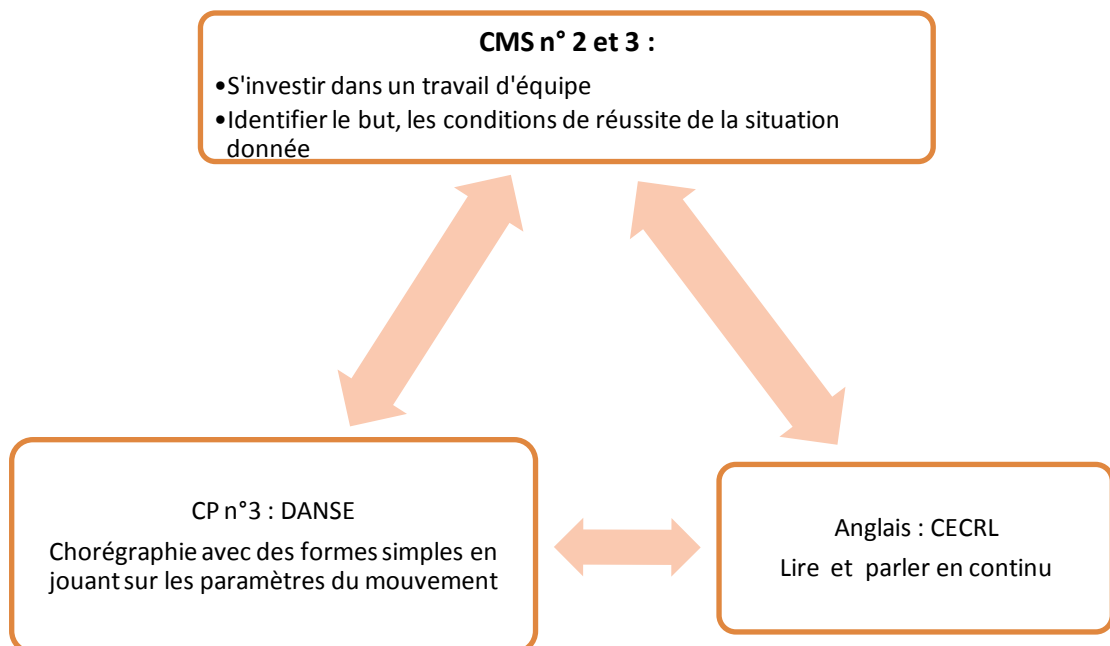 CMS n° 2 et 3 :
•S'investir dans un travail d'équipe
•Identifier le but, les conditions de réussite de la situation
donnée
CP n°3 : DANSE
Chorégraphie avec des formes simples en
jouant sur les paramètres du mouvement
Anglais : CECRL
Lire et parler en continu